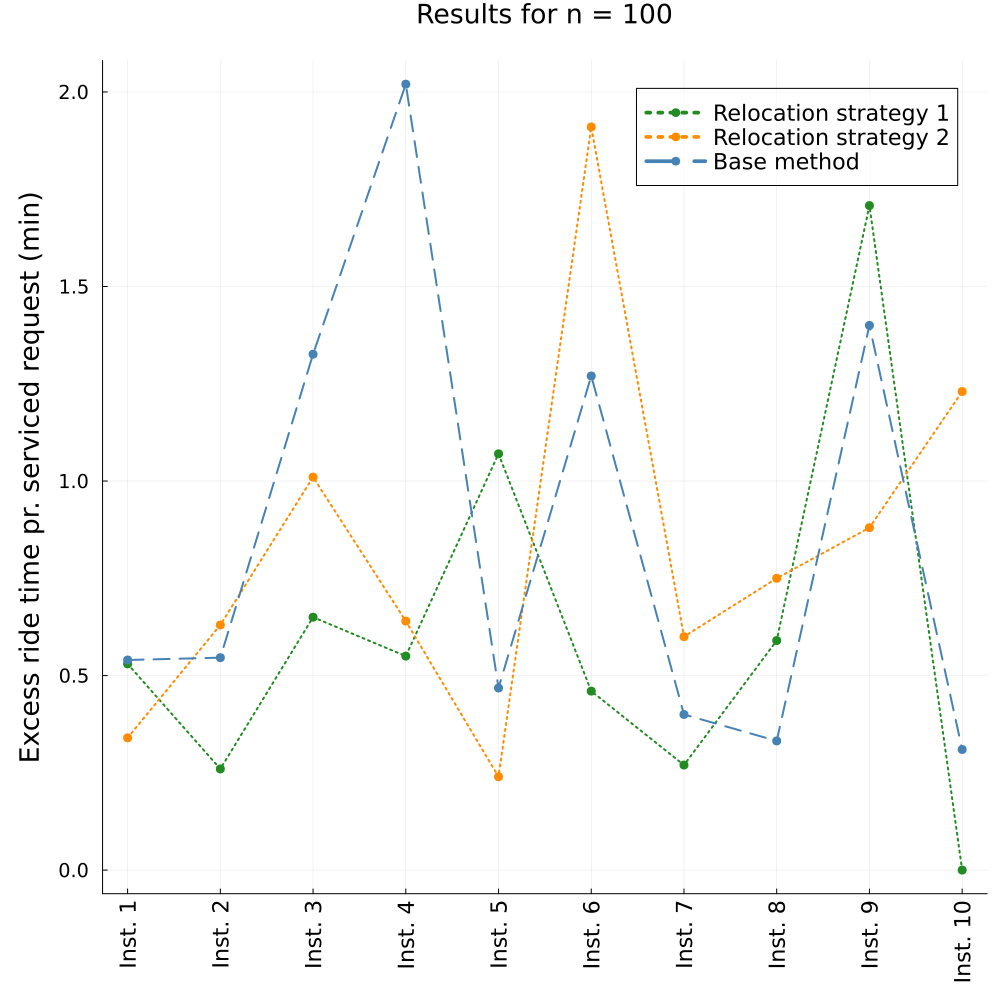 Results for n = 100
Excess ride time pr. serviced request (min)
2.0
1.5
1.0
0.5
0.0
Relocation strategy 1
Relocation strategy 2
Base method
Inst. 1
Inst. 2
Inst. 3
Inst. 4
Inst. 5
Inst. 6
Inst. 7
Inst. 8
Inst. 9
Inst. 10